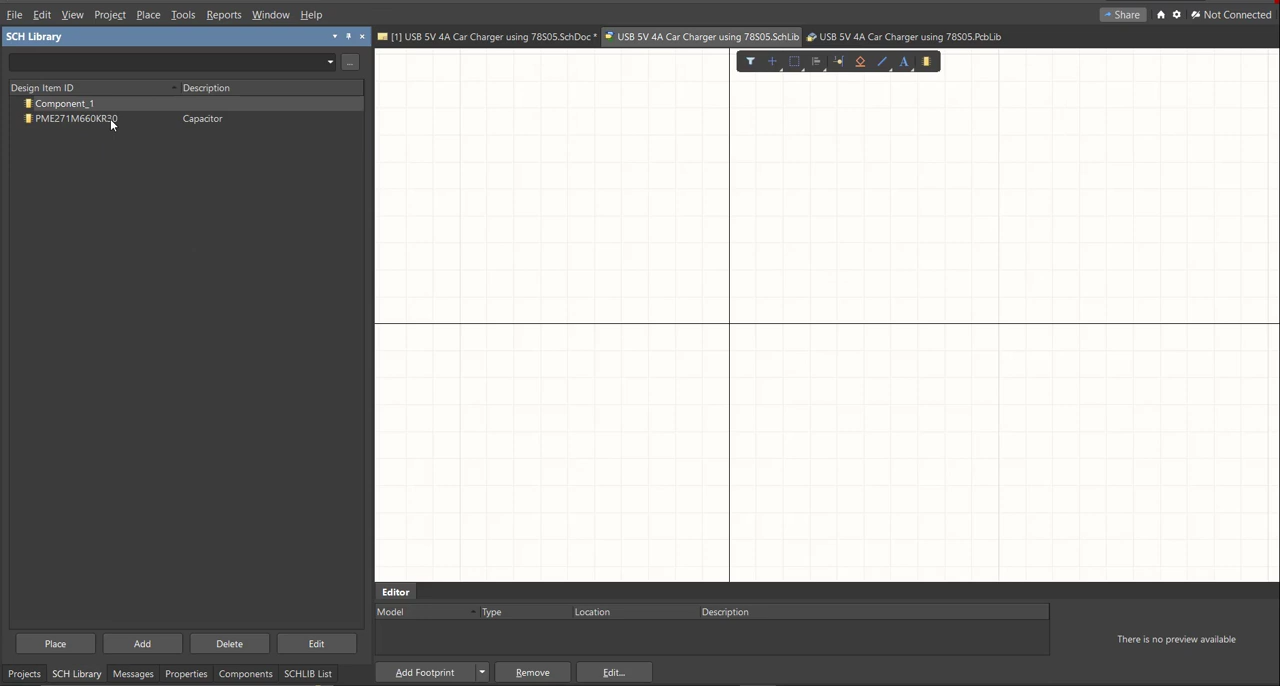 File Edit View Project Place Tools Reports Window Help Share Not Connected
SCH Library [1] USB 5V 4A Car Charger using 78S05.SchDoc * USB 5V 4A Car Charger using 78S05.SchLib USB 5V 4A Car Charger using 78S05.PcbLib
...
Design Item ID Description
Component_1
PME271M660KR30 Capacitor
Editor
Model Type Location Description
There is no preview available
Place Add Delete Edit
Add Footprint Remove Edit...
Projects SCH Library Messages Properties Components SCHLIB List